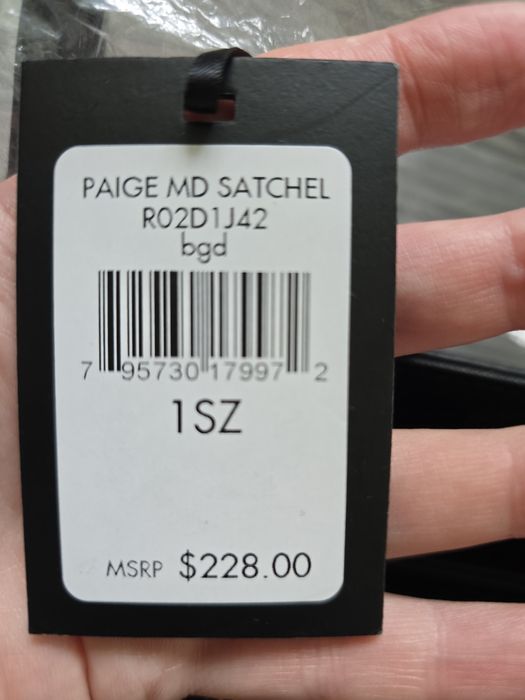 PAIGE MD SATCHEL
R02D1J42
bgd
7 95730 17997 2
1SZ
MSRP $228.00